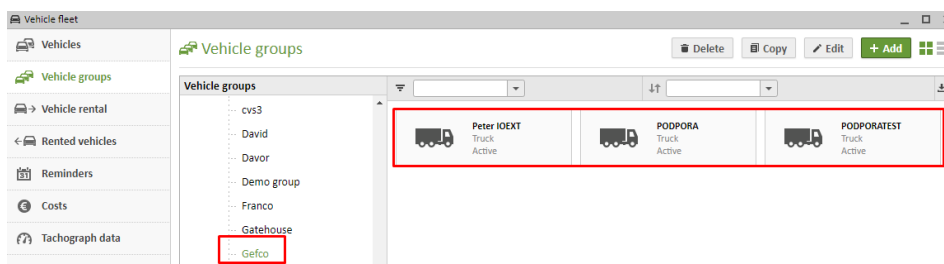 Vehicle fleet
Vehicles
Vehicle groups
Vehicle rental
Rented vehicles
31
Reminders
Costs
Tachograph data
Vehicle groups
Delete
Copy
Edit
+ Add
Vehicle groups
cvs3
David
Davor
Demo group
Franco
Gatehouse
Gefco
Peter IOEXT
Truck
Active
PODPORA
Truck
Active
PODPORATEST
Truck
Active